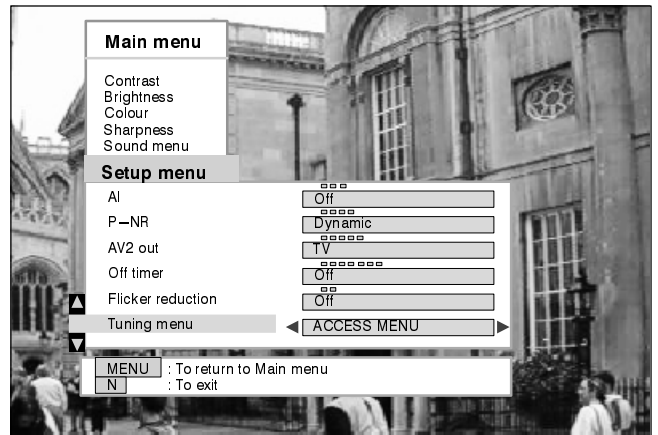 Main menu
Contrast
Brightness
Colour
Sharpness
Sound menu
Setup menu
AI Off
P–NR Dynamic
AV2 out TV
Off timer Off
Flicker reduction Off
Tuning menu ACCESS MENU
MENU : To return to Main menu
N : To exit